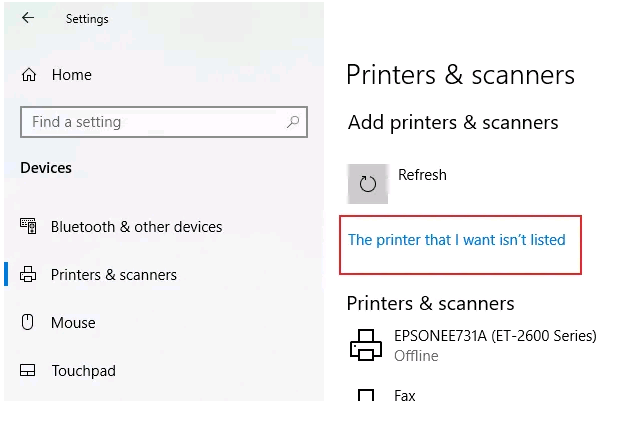 Settings
Home
Find a setting
Devices
Bluetooth & other devices
Printers & scanners
Mouse
Touchpad
Printers & scanners
Add printers & scanners
Refresh
The printer that I want isn't listed
Printers & scanners
EPSONEE731A (ET-2600 Series)
Offline
Fax